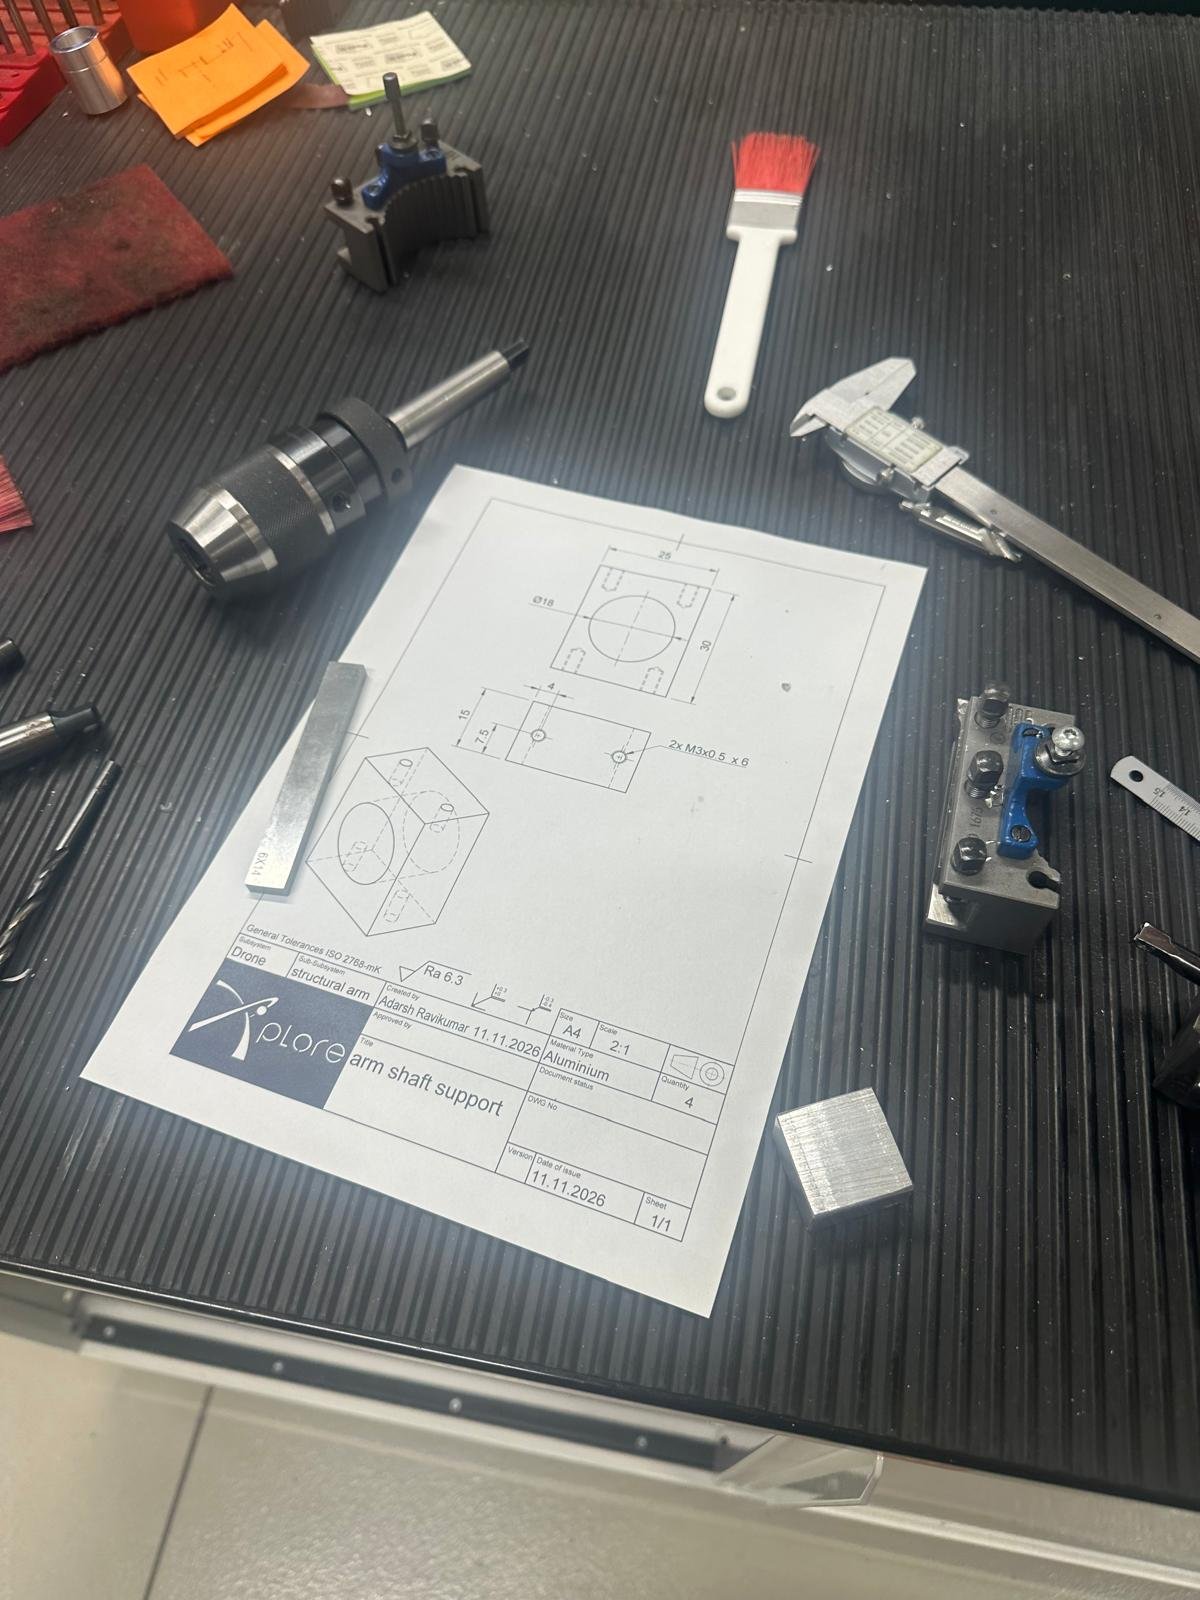 25
Ø18
30
4
15
7.5
2x M3x0.5 x 6
6X14
General Tolerances ISO 2768-mK
Subsystem
Drone
Sub-Subsystem
structural arm
Ra 6.3
Created by
Adarsh Ravikumar 11.11.2026
Approved by
Size
A4
Scale
2:1
Material Type
Aluminium
Document status
Quantity
4
Xplore
Title
arm shaft support
DWG No
Version
Date of issue
11.11.2026
Sheet
1/1
15
14